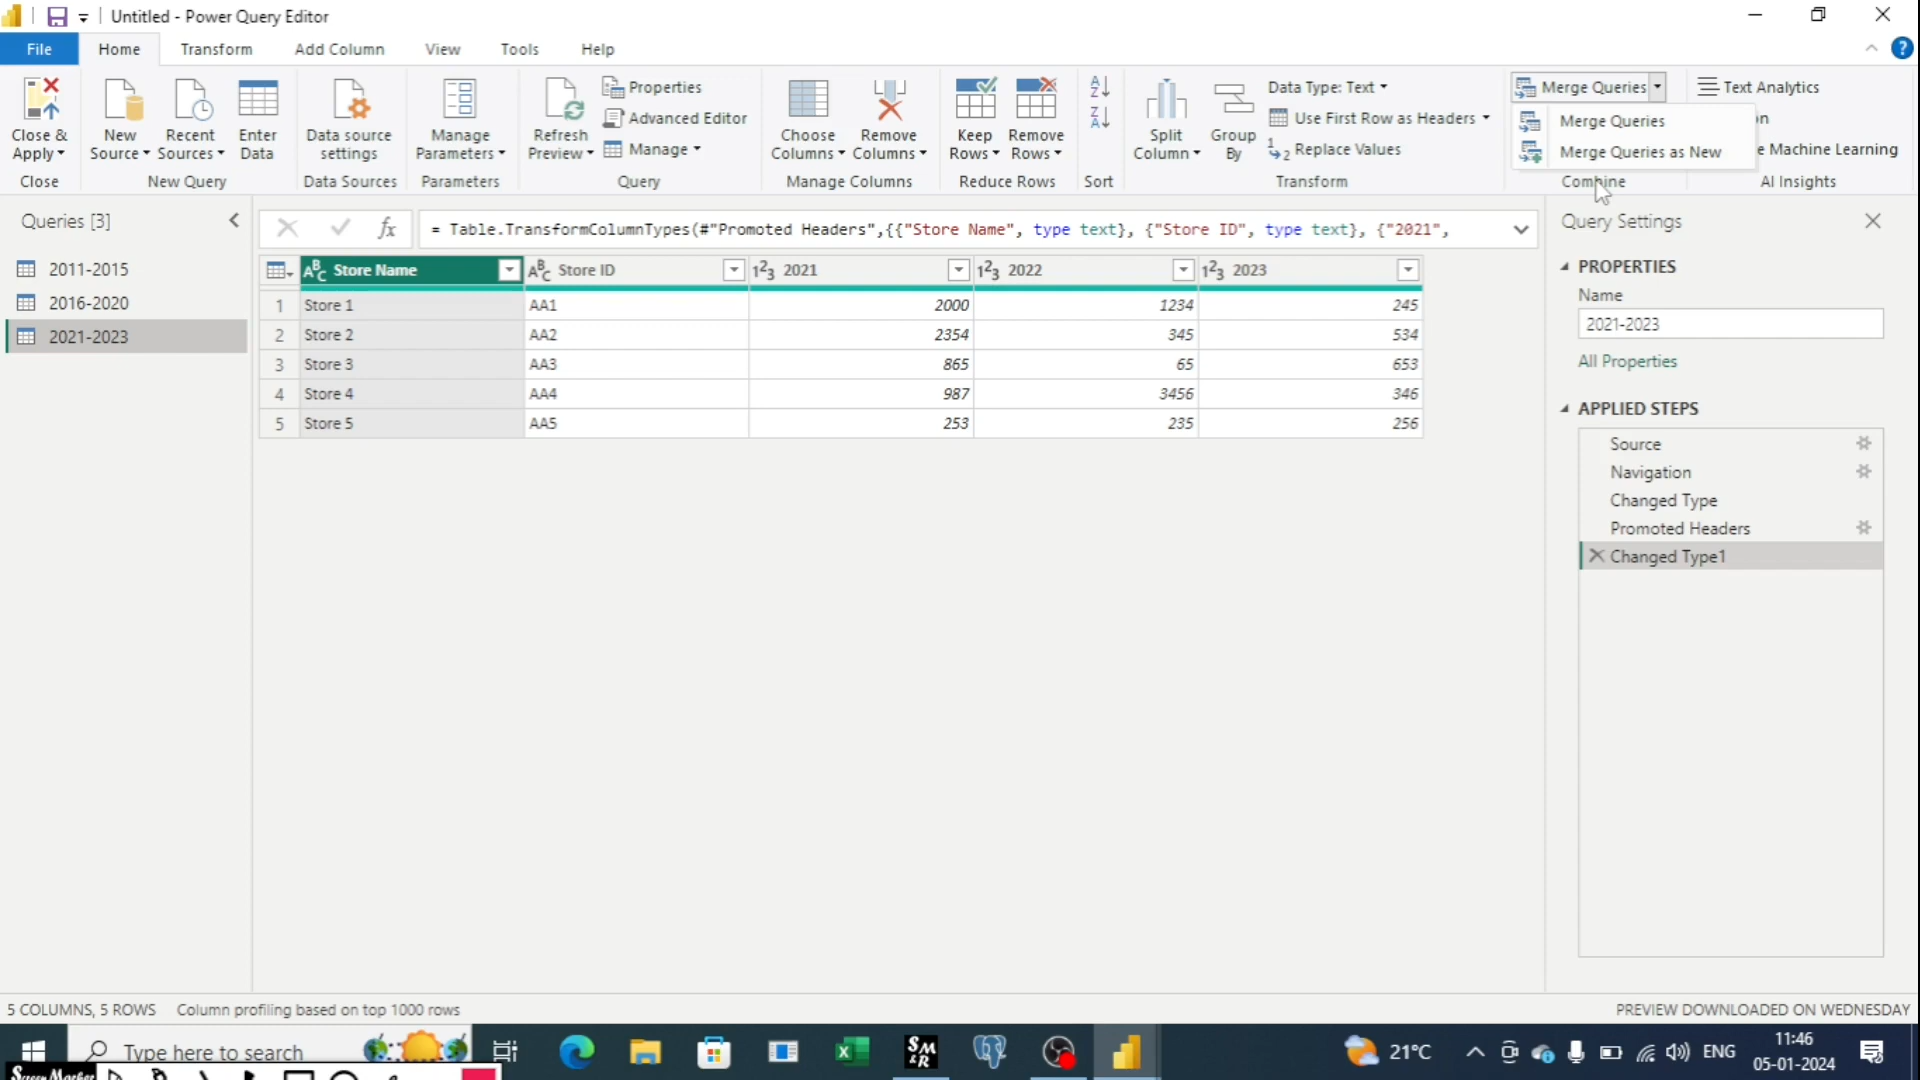 Untitled - Power Query Editor
File Home Transform Add Column View Tools Help
Close & Apply
Close
New Source
Recent Sources
Enter Data
New Query
Data source settings
Data Sources
Manage Parameters
Parameters
Refresh Preview
Properties
Advanced Editor
Manage
Query
Choose Columns
Remove Columns
Manage Columns
Keep Rows
Remove Rows
Reduce Rows
Sort
Split Column
Group By
Data Type: Text
Use First Row as Headers
Replace Values
Transform
Merge Queries
Merge Queries
Merge Queries as New
Combine
Text Analytics
Machine Learning
AI Insights
Queries [3]
2011-2015
2016-2020
2021-2023
fx = Table.TransformColumnTypes(#"Promoted Headers",{{"Store Name", type text}, {"Store ID", type text}, {"2021",
Store Name Store ID 2021 2022 2023
1 Store 1 AA1 2000 1234 245
2 Store 2 AA2 2354 345 534
3 Store 3 AA3 865 65 653
4 Store 4 AA4 987 3456 346
5 Store 5 AA5 253 235 256
Query Settings
PROPERTIES
Name
2021-2023
All Properties
APPLIED STEPS
Source
Navigation
Changed Type
Promoted Headers
Changed Type1
5 COLUMNS, 5 ROWS Column profiling based on top 1000 rows
PREVIEW DOWNLOADED ON WEDNESDAY
Type here to search
21°C
ENG
11:46
05-01-2024